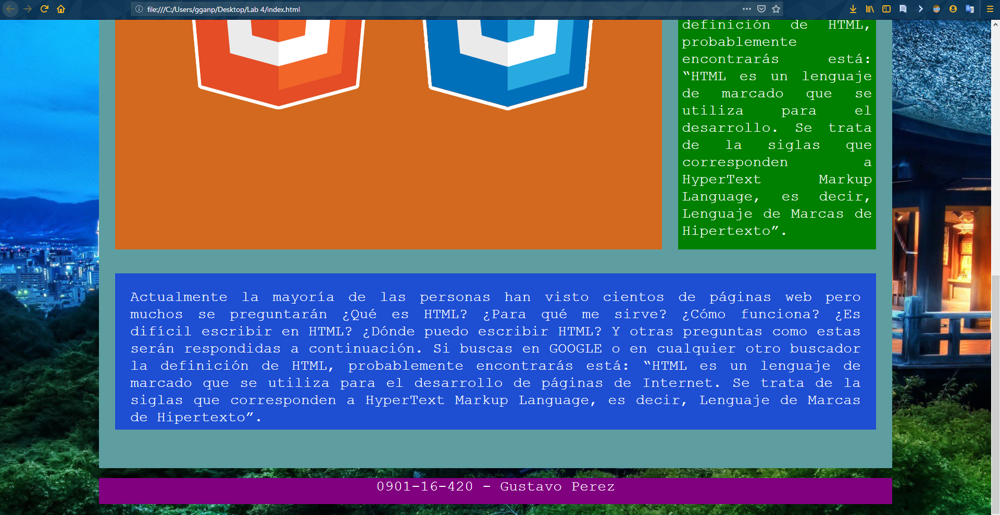 file:///C:/Users/gganp/Desktop/Lab 4/index.html
definición de HTML,
probablemente
encontrarás está:
“HTML es un lenguaje
de marcado que se
utiliza para el
desarrollo. Se trata
de la siglas que
corresponden a
HyperText Markup
Language, es decir,
Lenguaje de Marcas de
Hipertexto”.
Actualmente la mayoría de las personas han visto cientos de páginas web pero
muchos se preguntarán ¿Qué es HTML? ¿Para qué me sirve? ¿Cómo funciona? ¿Es
difícil escribir en HTML? ¿Dónde puedo escribir HTML? Y otras preguntas como estas
serán respondidas a continuación. Si buscas en GOOGLE o en cualquier otro buscador
la definición de HTML, probablemente encontrarás está: “HTML es un lenguaje de
marcado que se utiliza para el desarrollo de páginas de Internet. Se trata de la
siglas que corresponden a HyperText Markup Language, es decir, Lenguaje de Marcas
de Hipertexto”.
0901-16-420 - Gustavo Perez